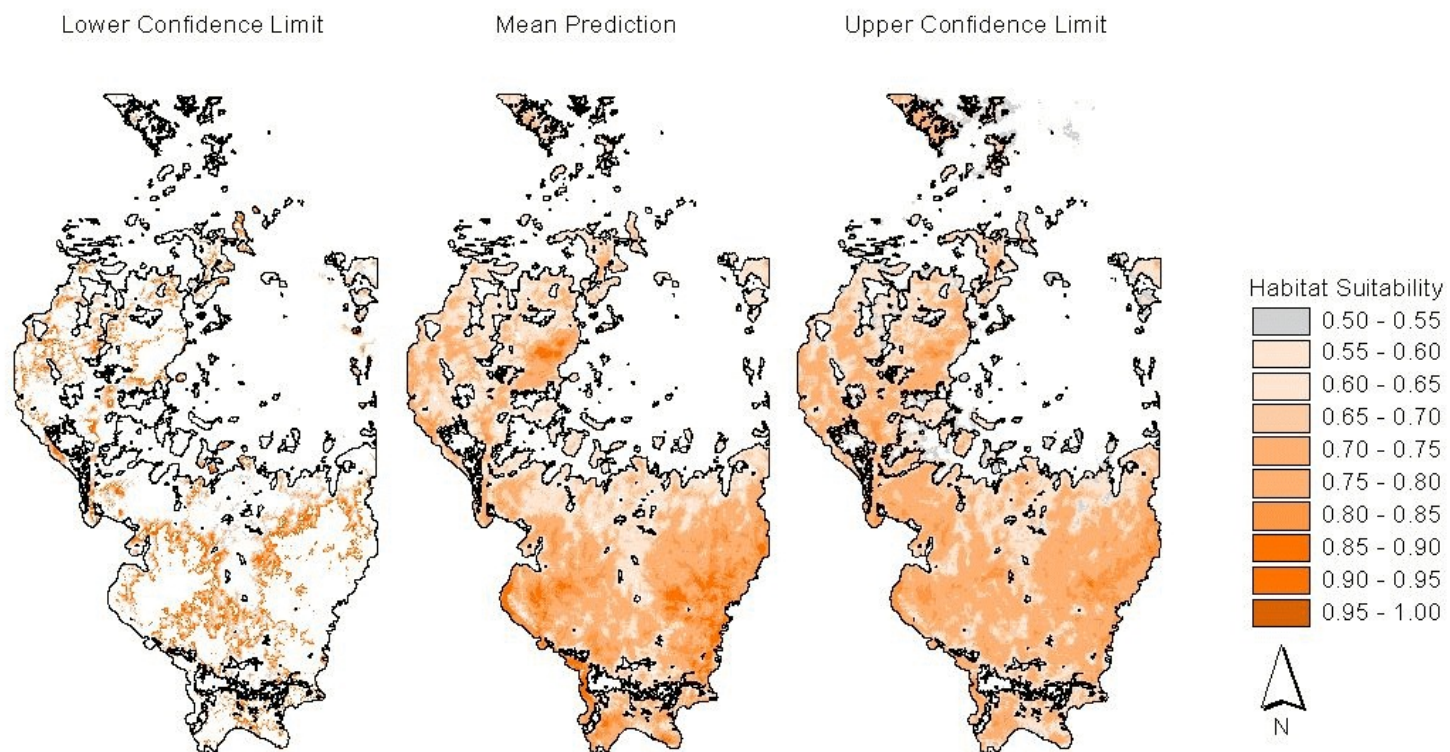 Lower Confidence Limit
Mean Prediction
Upper Confidence Limit
Habitat Suitability
0.50 - 0.55
0.55 - 0.60
0.60 - 0.65
0.65 - 0.70
0.70 - 0.75
0.75 - 0.80
0.80 - 0.85
0.85 - 0.90
0.90 - 0.95
0.95 - 1.00
N